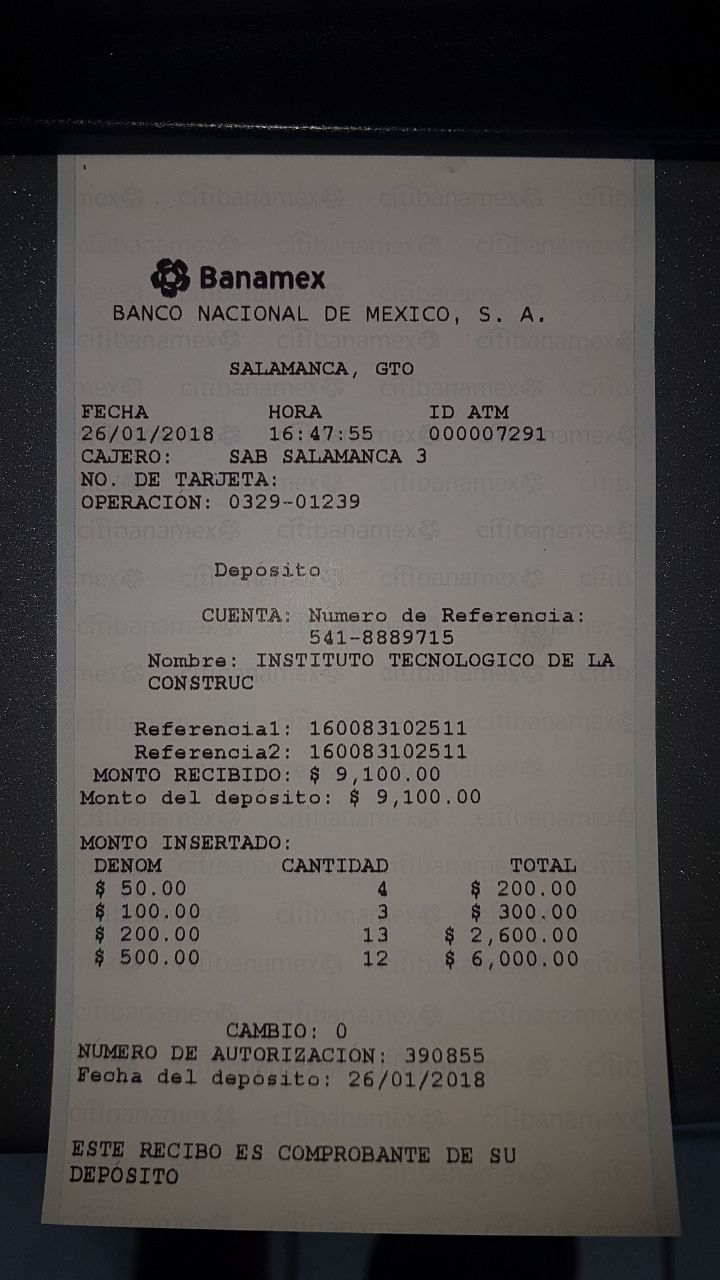 Banamex
BANCO NACIONAL DE MEXICO, S. A.
SALAMANCA, GTO
FECHA HORA ID ATM
26/01/2018 16:47:55 000007291
CAJERO: SAB SALAMANCA 3
NO. DE TARJETA:
OPERACIÓN: 0329-01239
Depósito
CUENTA: Número de Referencia:
541-8889715
Nombre: INSTITUTO TECNOLOGICO DE LA
CONSTRUC
Referencia1: 160083102511
Referencia2: 160083102511
MONTO RECIBIDO: $ 9,100.00
Monto del depósito: $ 9,100.00
MONTO INSERTADO:
DENOM CANTIDAD TOTAL
$ 50.00 4 $ 200.00
$ 100.00 3 $ 300.00
$ 200.00 13 $ 2,600.00
$ 500.00 12 $ 6,000.00
CAMBIO: 0
NÚMERO DE AUTORIZACIÓN: 390855
Fecha del depósito: 26/01/2018
ESTE RECIBO ES COMPROBANTE DE SU
DEPÓSITO